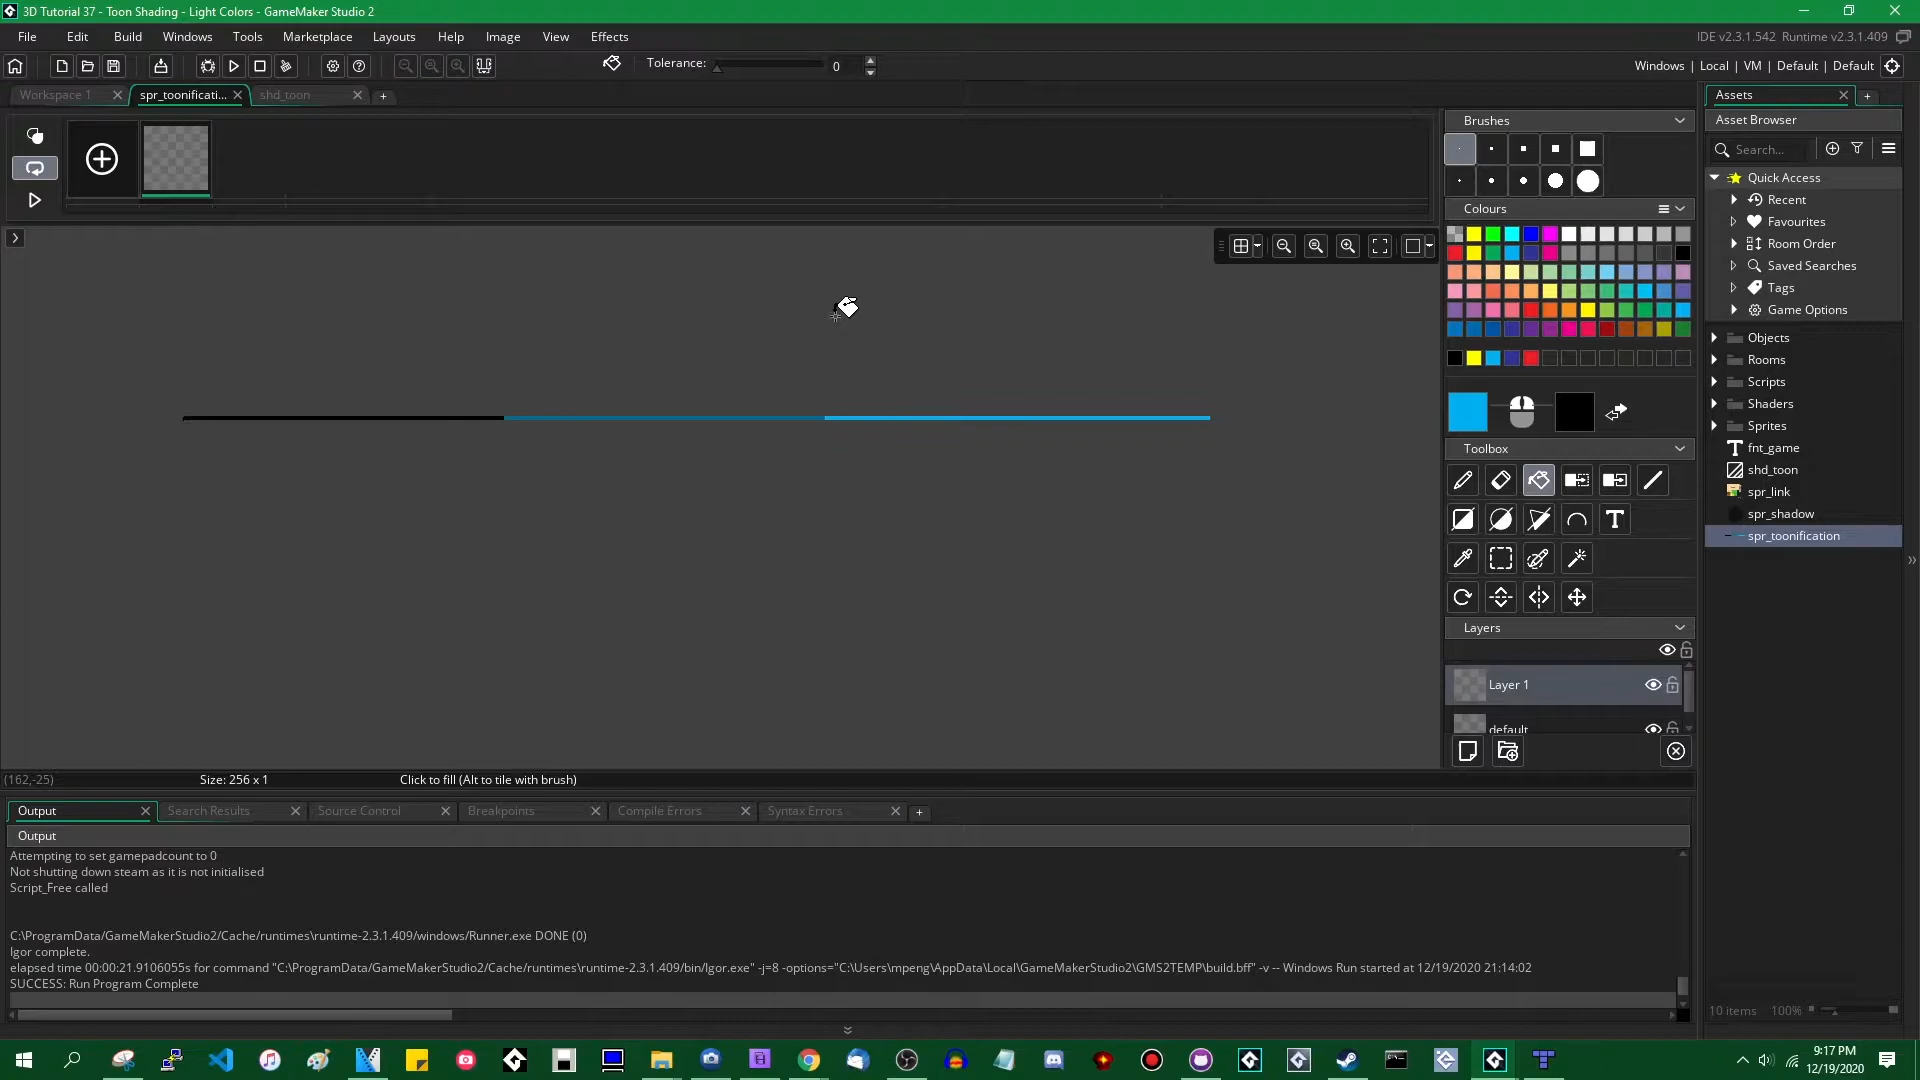 3D Tutorial 37 - Toon Shading - Light Colors - GameMaker Studio 2
File Edit Build Windows Tools Marketplace Layouts Help Image View Effects
IDE v2.3.1.542 Runtime v2.3.1.409
Tolerance: 0
Windows | Local | VM | Default | Default
Workspace 1
spr_toonificati...
shd_toon
Assets
Asset Browser
Search...
Quick Access
Recent
Favourites
Room Order
Saved Searches
Tags
Game Options
Objects
Rooms
Scripts
Shaders
Sprites
fnt_game
shd_toon
spr_link
spr_shadow
spr_toonification
10 items 100%
Brushes
Colours
Toolbox
Layers
Layer 1
default
(162,-25)
Size: 256 x 1
Click to fill (Alt to tile with brush)
Output
Search Results
Source Control
Breakpoints
Compile Errors
Syntax Errors
Output
Attempting to set gamepadcount to 0
Not shutting down steam as it is not initialised
Script_Free called
C:\ProgramData/GameMakerStudio2/Cache/runtimes\runtime-2.3.1.409/windows/Runner.exe DONE (0)
Igor complete.
elapsed time 00:00:21.9106055s for command "C:\ProgramData/GameMakerStudio2/Cache/runtimes\runtime-2.3.1.409/bin/Igor.exe" -j=8 -options="C:\Users\mpeng\AppData\Local\GameMakerStudio2\GMS2TEMP\build.bff" -v -- Windows Run started at 12/19/2020 21:14:02
SUCCESS: Run Program Complete
9:17 PM
12/19/2020